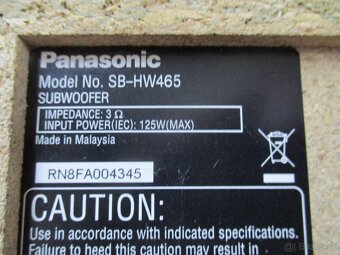 Panasonic
Model No. SB-HW465
SUBWOOFER
IMPEDANCE: 3 Ω
INPUT POWER(IEC): 125W(MAX)
Made in Malaysia
RN8FA004345
CAUTION:
Use in accordance with indicated specifications.
Failure to heed this caution may result in